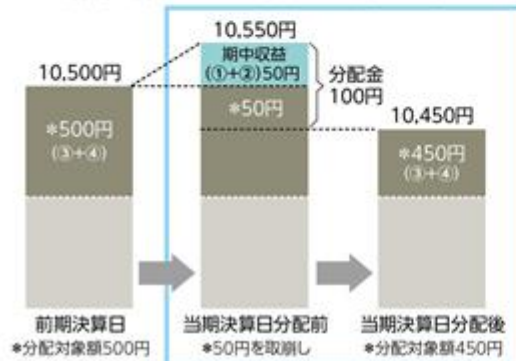 10,550円
10,500円
期中収益
(①+②)50円
分配金
100円
*50円
10,450円
*500円
(③+④)
*450円
(③+④)
前期決算日
*分配対象額500円
当期決算日分配前
*50円を取崩し
当期決算日分配後
*分配対象額450円